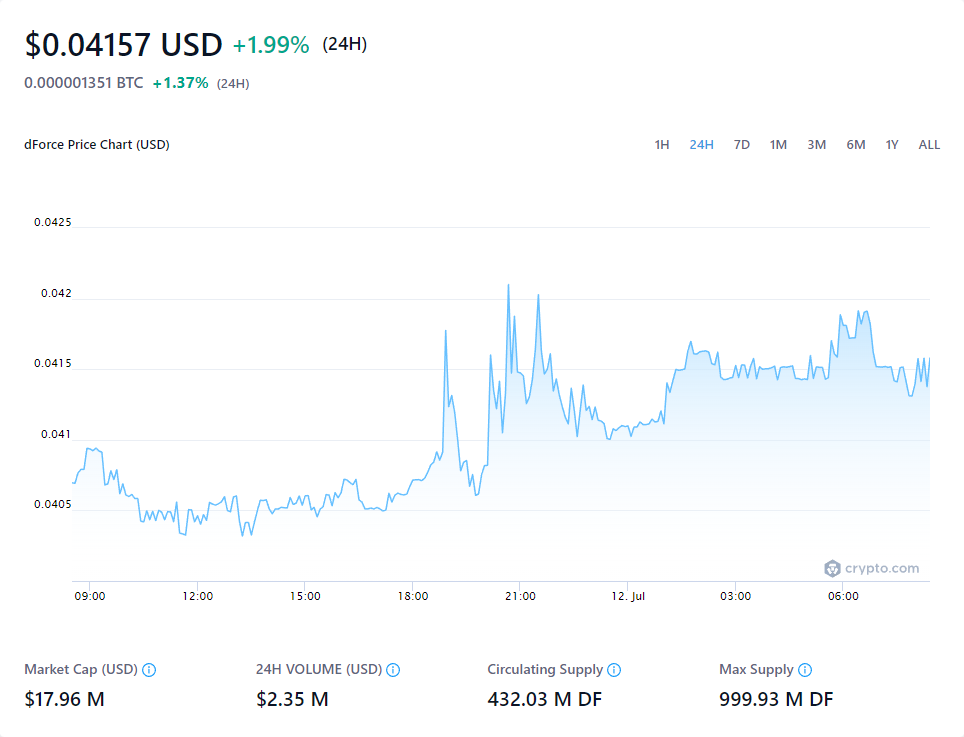 $0.04157 USD +1.99% (24H)
0.000001351 BTC +1.37% (24H)
dForce Price Chart (USD) 1H 24H 7D 1M 3M 6M 1Y ALL
0.0425
0.042
0.0415
0.041
0.0405
crypto.com
09:00 12:00 15:00 18:00 21:00 12. Jul 03:00 06:00
Market Cap (USD) 24H VOLUME (USD) Circulating Supply Max Supply
$17.96 M $2.35 M 432.03 M DF 999.93 M DF